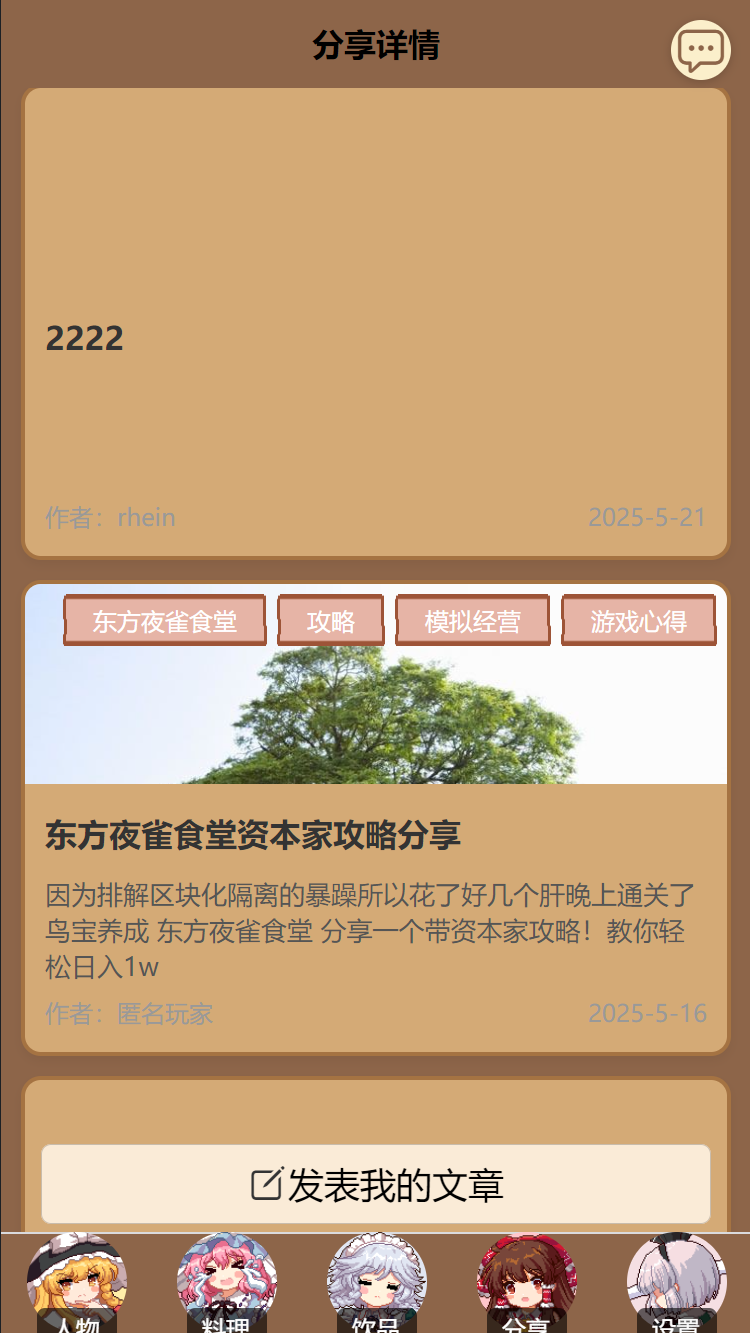 分享详情
2222
作者：rhein
2025-5-21
东方夜雀食堂
攻略
模拟经营
游戏心得
东方夜雀食堂资本家攻略分享
因为排解区块化隔离的暴躁所以花了好几个肝晚上通关了
鸟宝养成 东方夜雀食堂 分享一个带资本家攻略！教你轻
松日入1w
作者：匿名玩家
2025-5-16
发表我的文章
人物
料理
饮品
分享
设置